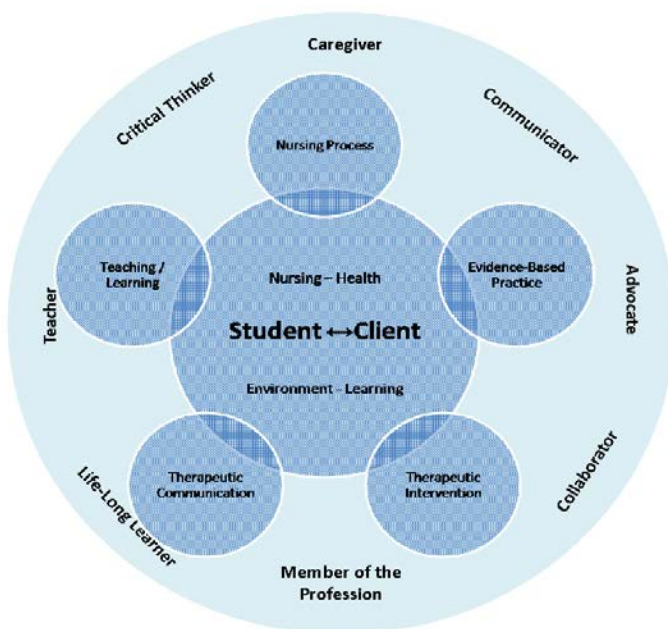 Caregiver
Critical Thinker
Communicator
Nursing Process
Teaching /
Learning
Evidence-Based
Practice
Teacher
Advocate
Nursing – Health
Student ↔Client
Environment - Learning
Therapeutic
Communication
Therapeutic
Intervention
Life-Long Learner
Collaborator
Member of the
Profession